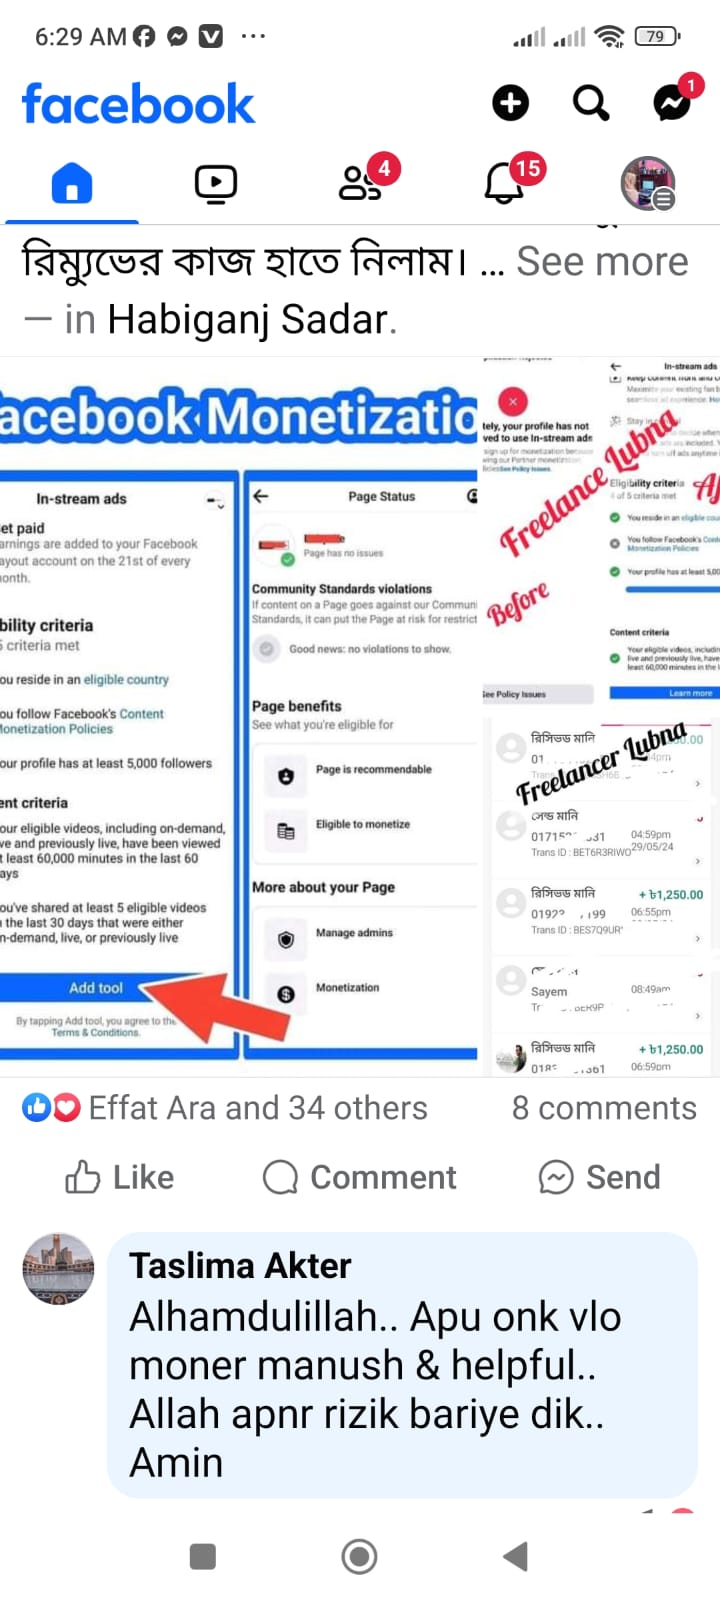 6:29 AM
79
facebook
1
4
15
রিম্যুভের কাজ হাতে নিলাম। ... See more
— in Habiganj Sadar.
acebook Monetizatio
In-stream ads
et paid
arnings are added to your Facebook
ayout account on the 21st of every
onth.
bility criteria
5 criteria met
ou reside in an eligible country
ou follow Facebook's Content
Monetization Policies
our profile has at least 5,000 followers
ent criteria
our eligible videos, including on-demand,
ve and previously live, have been viewed
t least 60,000 minutes in the last 60
ays
ou've shared at least 5 eligible videos
n the last 30 days that were either
n-demand, live, or previously live
Add tool
By tapping Add tool, you agree to the
Terms & Conditions.
Page Status
Page has no issues
Community Standards violations
If content on a Page goes against our Commun
Standards, it can put the Page at risk for restrict
Good news: no violations to show.
Page benefits
See what you're eligible for
Page is recommendable
Eligible to monetize
More about your Page
Manage admins
Monetization
tely, your profile has not
ved to use In-stream ads
sign up for monetization because
wing our Partner monetization
See Policy Issues
Before
Freelance Lubna
In-stream ads
Stay in
Eligibility criteria
4 of 5 criteria met
You reside in an eligible cou
You follow Facebook's Cont
Monetization Policies
Your profile has at least 5,00
Content criteria
Your eligible videos, includin
live and previously live, have
least 60,000 minutes in the l
Learn more
Freelancer Lubna
রিসিভড মানি
01
সেন্ড মানি
04:59pm
Trans ID : BET6R3RIWO
29/05/24
রিসিভড মানি
+ ৳1,250.00
06:55pm
Trans ID : BES7Q9UR
Sayem
08:49am
রিসিভড মানি
+ ৳1,250.00
06:59pm
Effat Ara and 34 others
8 comments
Like
Comment
Send
Taslima Akter
Alhamdulillah.. Apu onk vlo
moner manush & helpful..
Allah apnr rizik bariye dik..
Amin